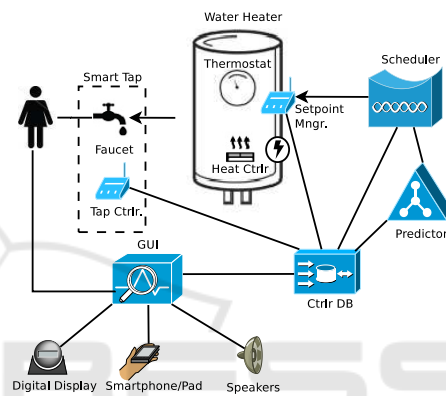 Water Heater
Scheduler
Smart Tap
Thermostat
Setpoint
Mngr.
Faucet
Heat Ctrlr
Tap Ctrlr.
Predictor
GUI
Ctrlr DB
Digital Display
Smartphone/Pad
Speakers